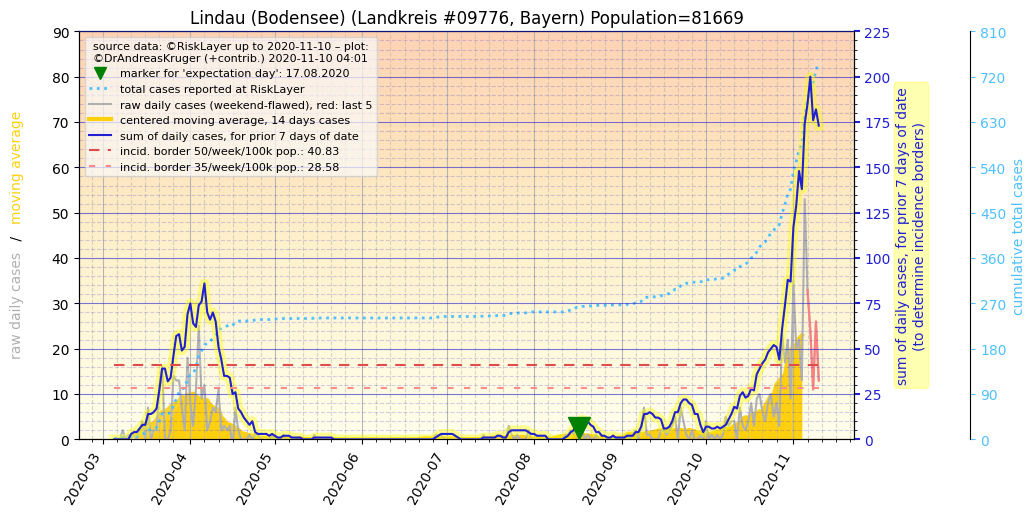 Lindau (Bodensee) (Landkreis #09776, Bayern) Population=81669
source data: ©RiskLayer up to 2020-11-10 – plot:
©DrAndreasKruger (+contrib.) 2020-11-10 04:01
marker for 'expectation day': 17.08.2020
total cases reported at RiskLayer
raw daily cases (weekend-flawed), red: last 5
centered moving average, 14 days cases
sum of daily cases, for prior 7 days of date
incid. border 50/week/100k pop.: 40.83
incid. border 35/week/100k pop.: 28.58
raw daily cases / moving average
90
80
70
60
50
40
30
20
10
0
2020-03
2020-04
2020-05
2020-06
2020-07
2020-08
2020-09
2020-10
2020-11
225
200
175
150
125
100
75
50
25
0
sum of daily cases, for prior 7 days of date
(to determine incidence borders)
810
720
630
540
450
360
270
180
90
0
cumulative total cases